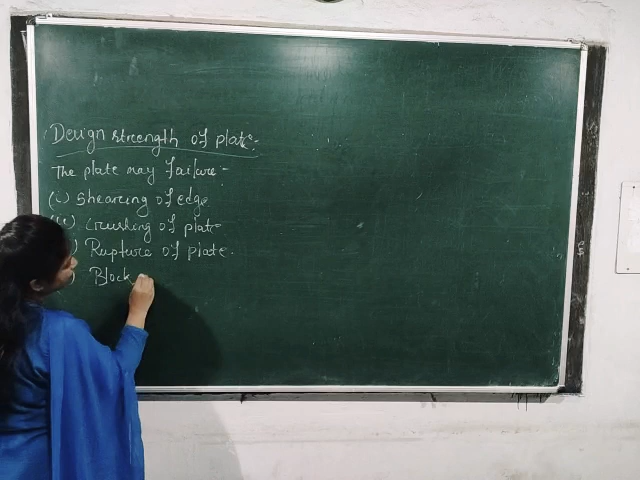 Design strength of plate:-
The plate may failure:-
(i) Shearing of edge
(ii) Crushing of plate
) Rupture of plate.
) Block